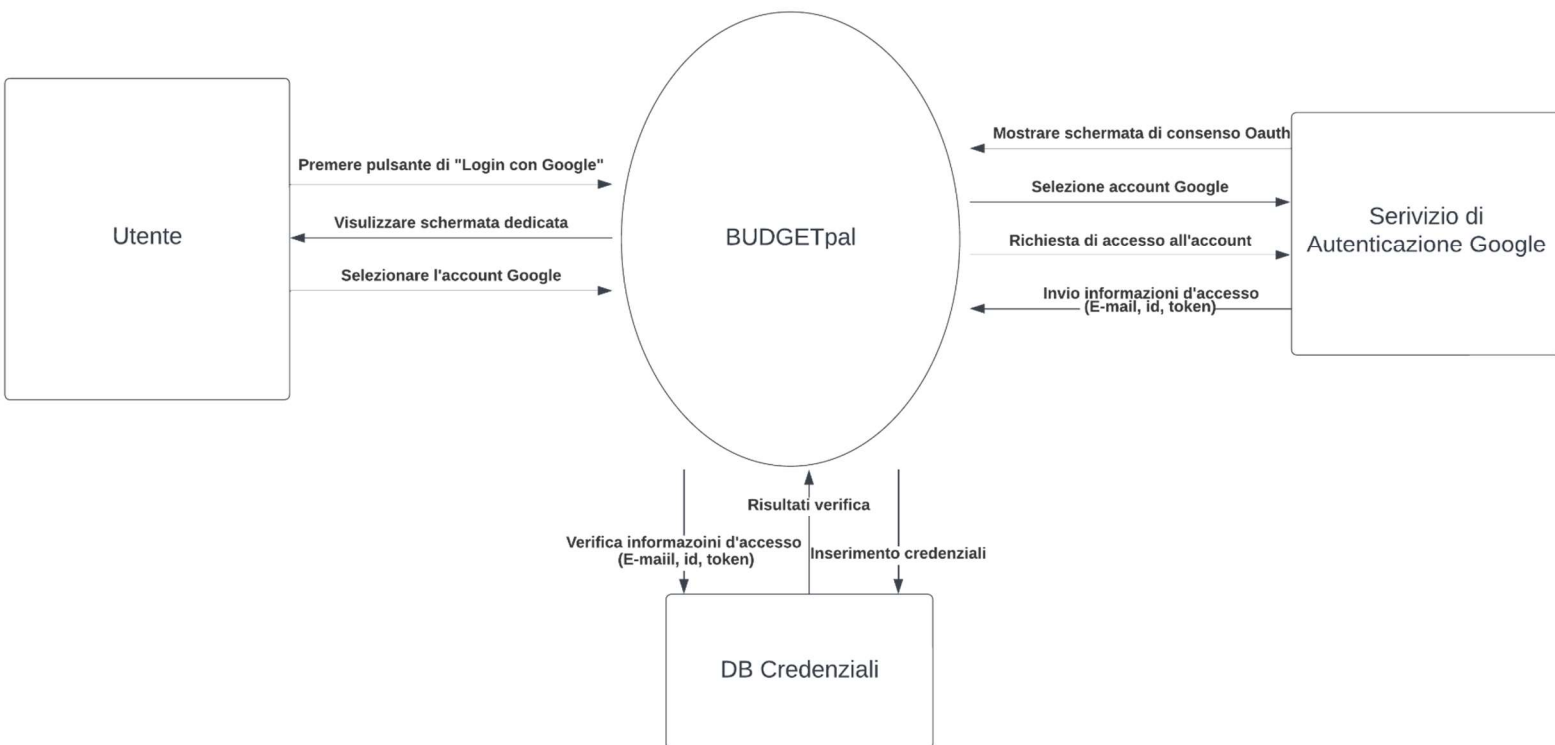 Utente
Premere pulsante di "Login con Google"
Visulizzare schermata dedicata
Selezionare l'account Google
BUDGETpal
Mostrare schermata di consenso Oauth
Selezione account Google
Richiesta di accesso all'account
Invio informazioni d'accesso
(E-mail, id, token)
Serivizio di
Autenticazione Google
Risultati verifica
Verifica informazoini d'accesso
(E-maiil, id, token)
Inserimento credenziali
DB Credenziali